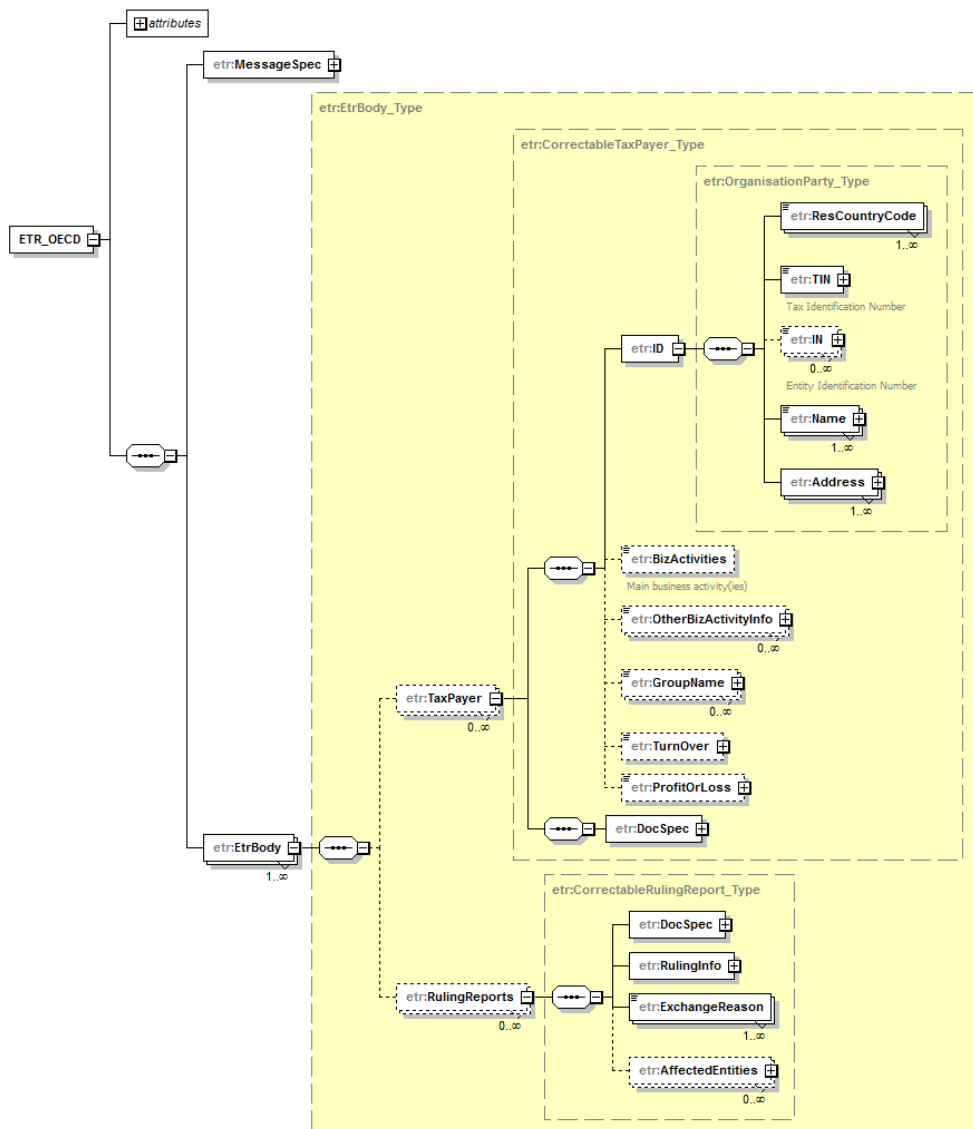 attributes
etr:MessageSpec
etr:EtrBody_Type
etr:CorrectableTaxPayer_Type
etr:OrganisationParty_Type
etr:ResCountryCode
1..∞
ETR_OECD
etr:TIN
Tax Identification Number
etr:IN
0..∞
etr:ID
Entity Identification Number
etr:Name
1..∞
etr:Address
1..∞
etr:BizActivities
Main business activity(ies)
etr:OtherBizActivityInfo
0..∞
etr:GroupName
0..∞
etr:TaxPayer
0..∞
etr:TurnOver
etr:ProfitOrLoss
etr:DocSpec
etr:EtrBody
1..∞
etr:CorrectableRulingReport_Type
etr:DocSpec
etr:RulingInfo
etr:RulingReports
0..∞
etr:ExchangeReason
1..∞
etr:AffectedEntities
0..∞